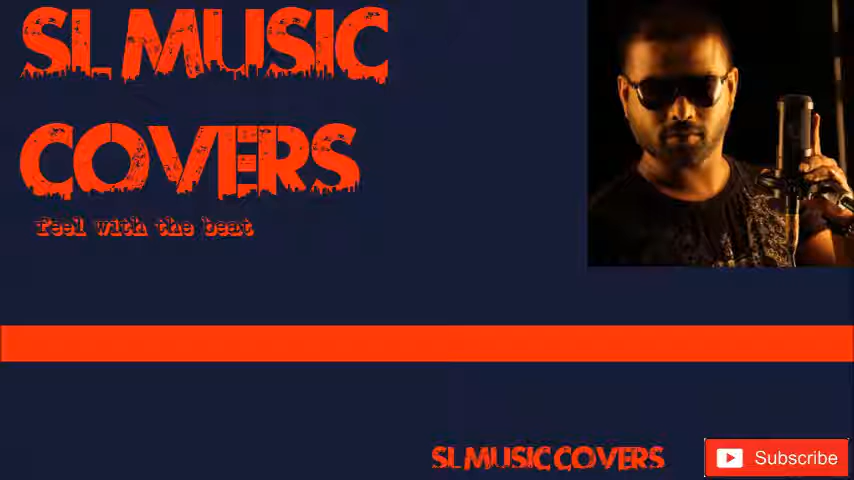 SL MUSIC
COVERS
feel with the beat
SL MUSIC COVERS
Subscribe